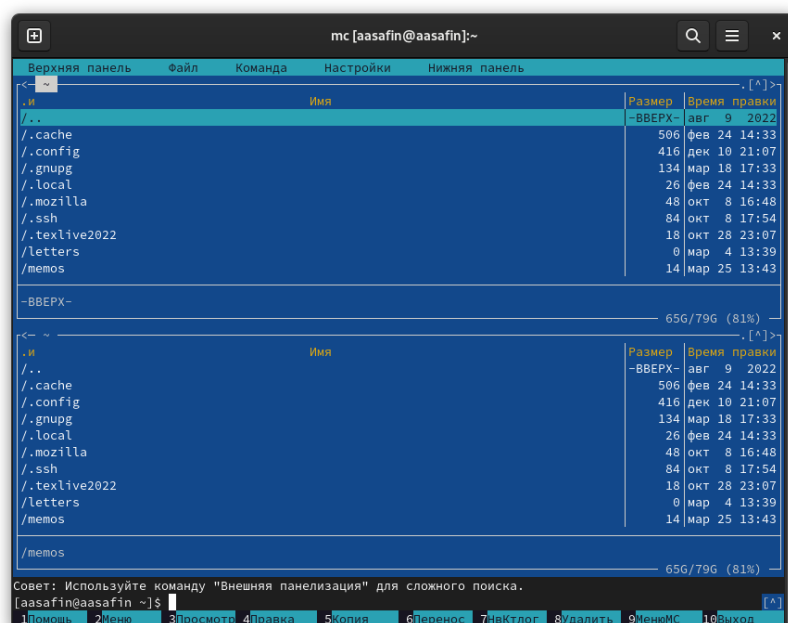 mc [aasafin@aasafin]:~
Верхняя панель Файл Команда Настройки Нижняя панель
<— ~ .[^]>
.и Имя Размер Время правки
/.. -ВВЕРХ- авг 9 2022
/.cache 506 фев 24 14:33
/.config 416 дек 10 21:07
/.gnupg 134 мар 18 17:33
/.local 26 фев 24 14:33
/.mozilla 48 окт 8 16:48
/.ssh 84 окт 8 17:54
/.texlive2022 18 окт 28 23:07
/letters 0 мар 4 13:39
/memos 14 мар 25 13:43
-ВВЕРХ-
65G/79G (81%)
<— ~ .[^]>
.и Имя Размер Время правки
/.. -ВВЕРХ- авг 9 2022
/.cache 506 фев 24 14:33
/.config 416 дек 10 21:07
/.gnupg 134 мар 18 17:33
/.local 26 фев 24 14:33
/.mozilla 48 окт 8 16:48
/.ssh 84 окт 8 17:54
/.texlive2022 18 окт 28 23:07
/letters 0 мар 4 13:39
/memos 14 мар 25 13:43
/memos
65G/79G (81%)
Совет: Используйте команду "Внешняя панелизация" для сложного поиска.
[aasafin@aasafin ~]$ [^]
1Помощь 2Меню 3Просмотр 4Правка 5Копия 6Перенос 7НвКтлог 8Удалить 9МенюMC 10Выход